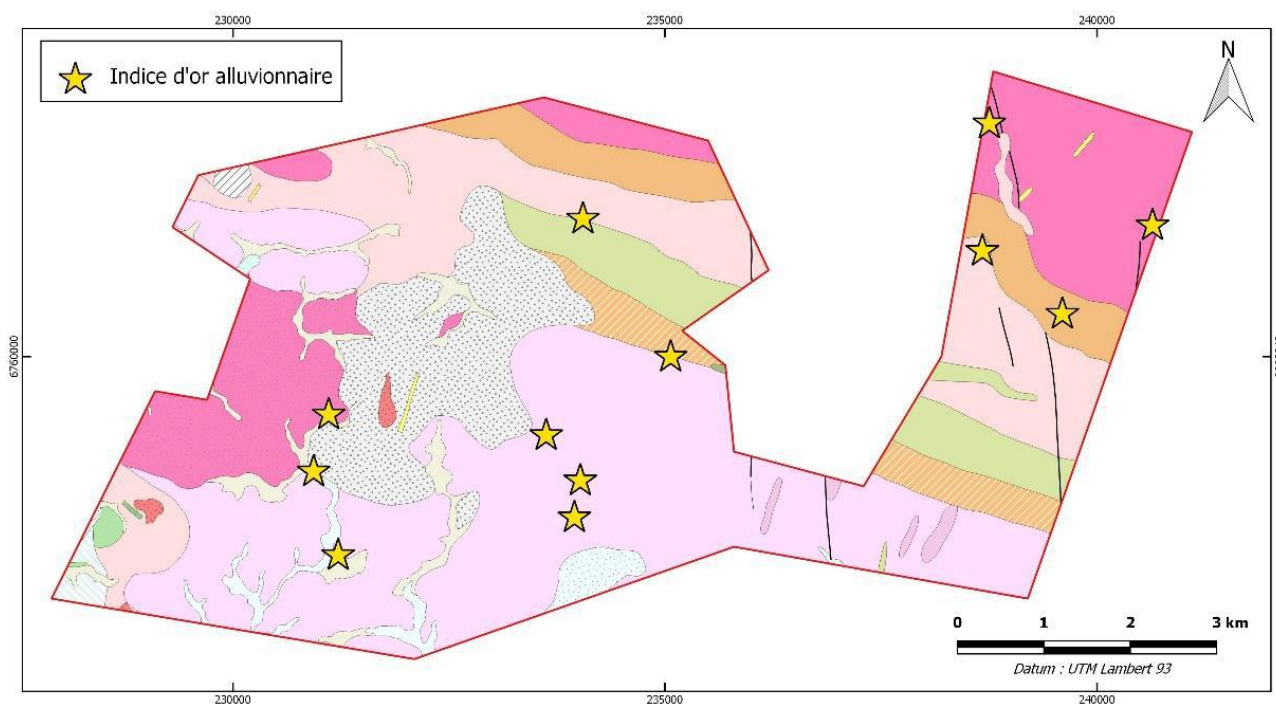 230000 235000 240000
N
Indice d'or alluvionnaire
6760000
0 1 2 3 km
Datum : UTM Lambert 93
230000 235000 240000